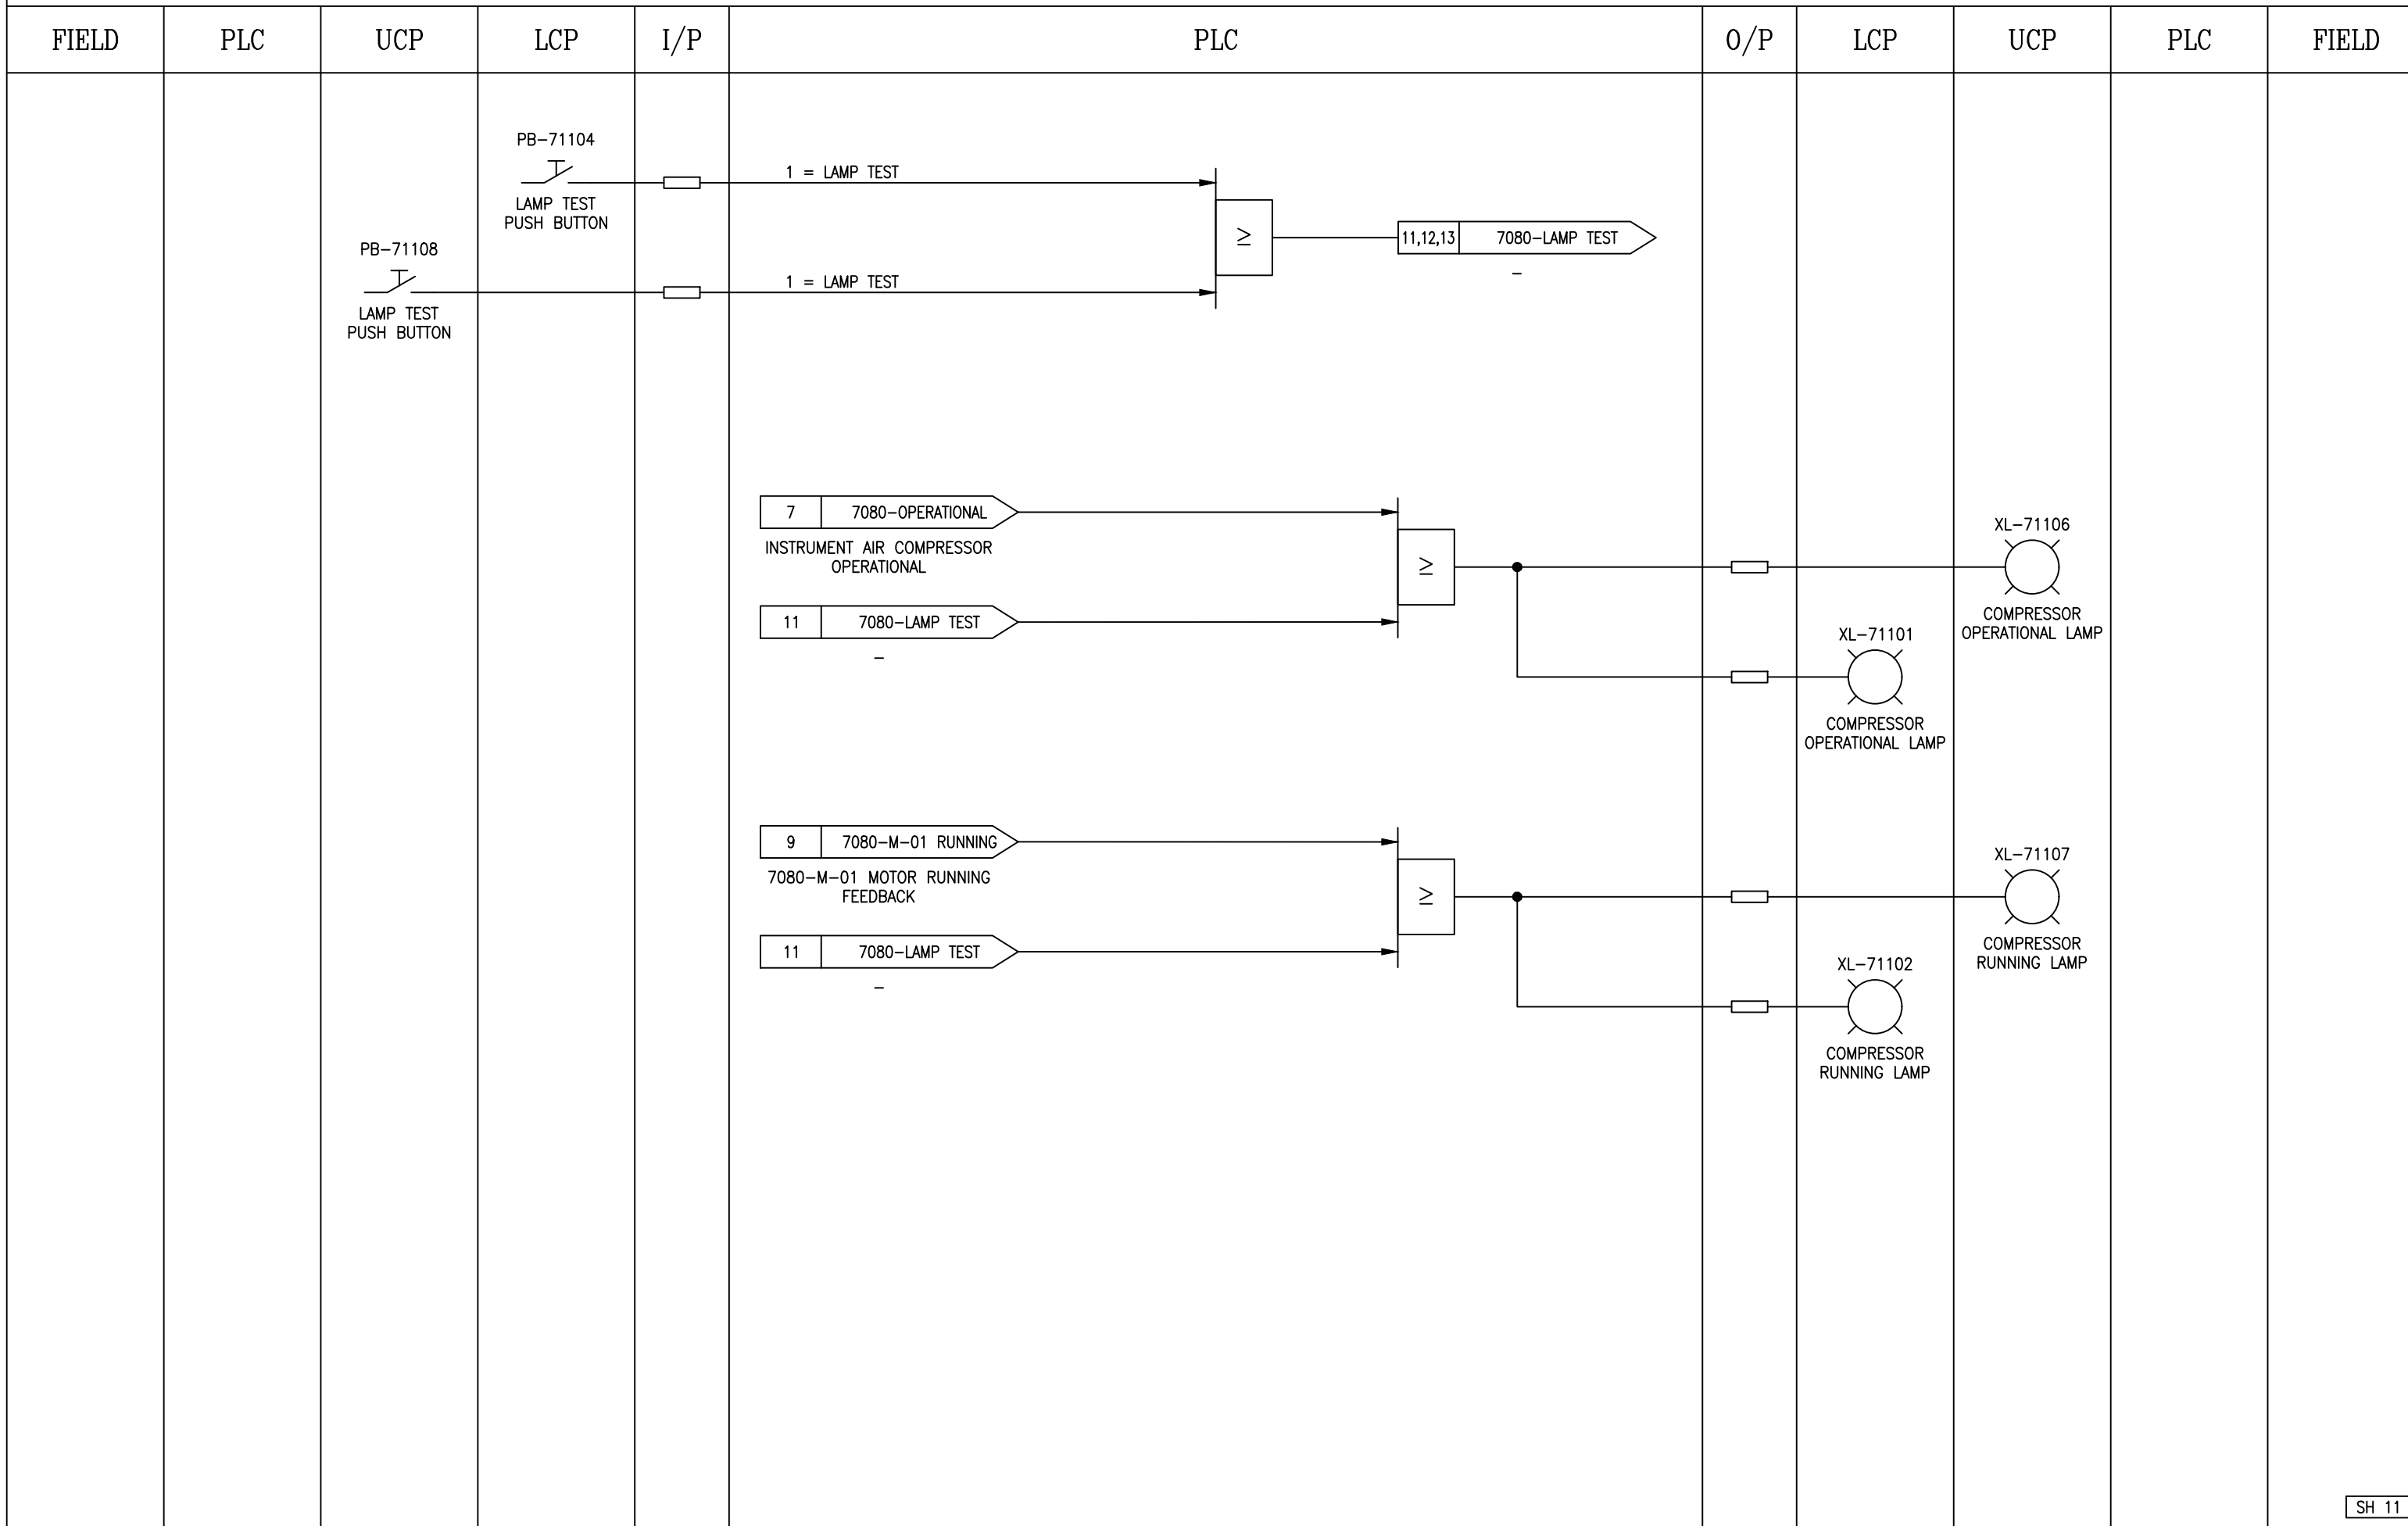 FIELD PLC UCP LCP I/P PLC O/P LCP UCP PLC FIELD
PB-71104
1 = LAMP TEST
LAMP TEST
PUSH BUTTON
≥
11,12,13 7080-LAMP TEST
-
PB-71108
1 = LAMP TEST
LAMP TEST
PUSH BUTTON
7 7080-OPERATIONAL
INSTRUMENT AIR COMPRESSOR
OPERATIONAL
≥
11 7080-LAMP TEST
-
XL-71106
COMPRESSOR
OPERATIONAL LAMP
XL-71101
COMPRESSOR
OPERATIONAL LAMP
9 7080-M-01 RUNNING
7080-M-01 MOTOR RUNNING
FEEDBACK
≥
11 7080-LAMP TEST
-
XL-71107
COMPRESSOR
RUNNING LAMP
XL-71102
COMPRESSOR
RUNNING LAMP
SH 11